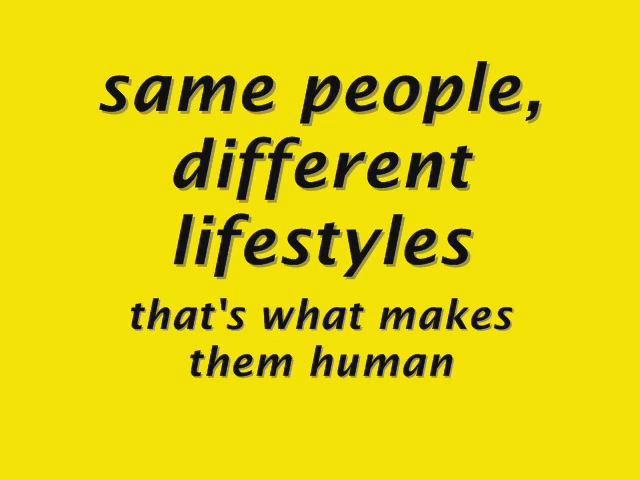 same people,
different
lifestyles
that's what makes
them human